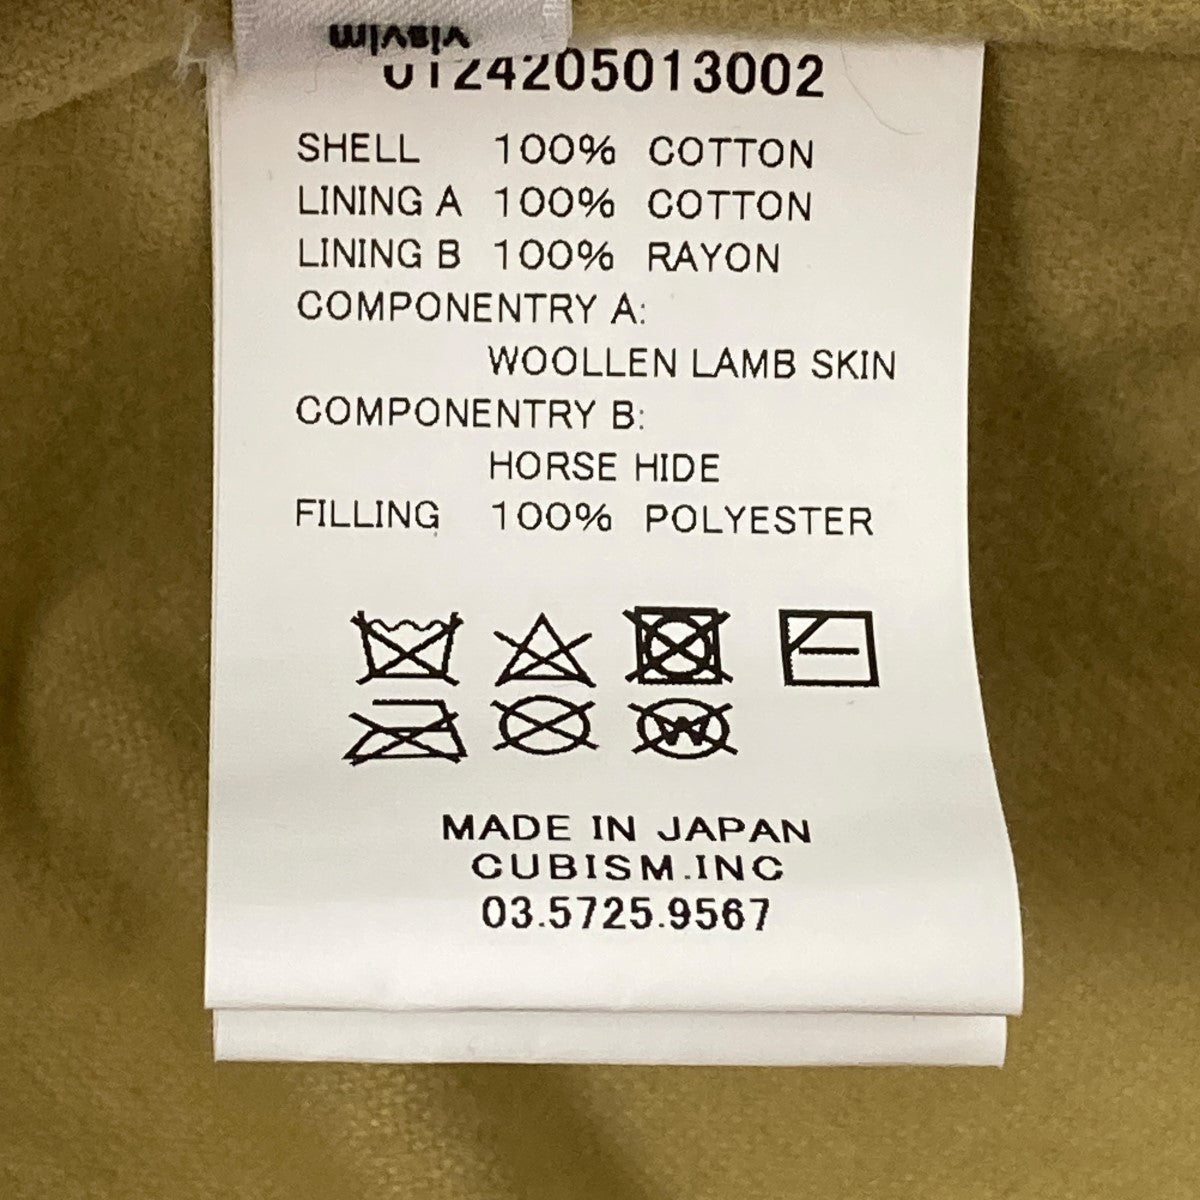 visvim
0124205013002
SHELL 100% COTTON
LINING A 100% COTTON
LINING B 100% RAYON
COMPONENTRY A:
WOOLLEN LAMB SKIN
COMPONENTRY B:
HORSE HIDE
FILLING 100% POLYESTER
W
MADE IN JAPAN
CUBISM.INC
03.5725.9567